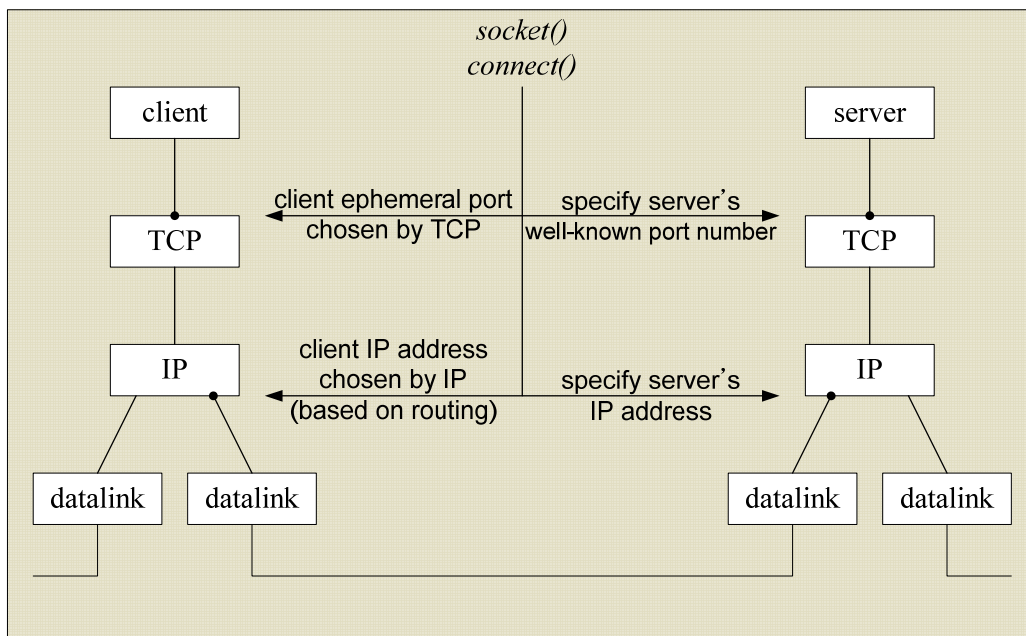 socket()
connect()
client
server
client ephemeral port
chosen by TCP
specify server's
well-known port number
TCP
TCP
client IP address
chosen by IP
(based on routing)
specify server's
IP address
IP
IP
datalink
datalink
datalink
datalink